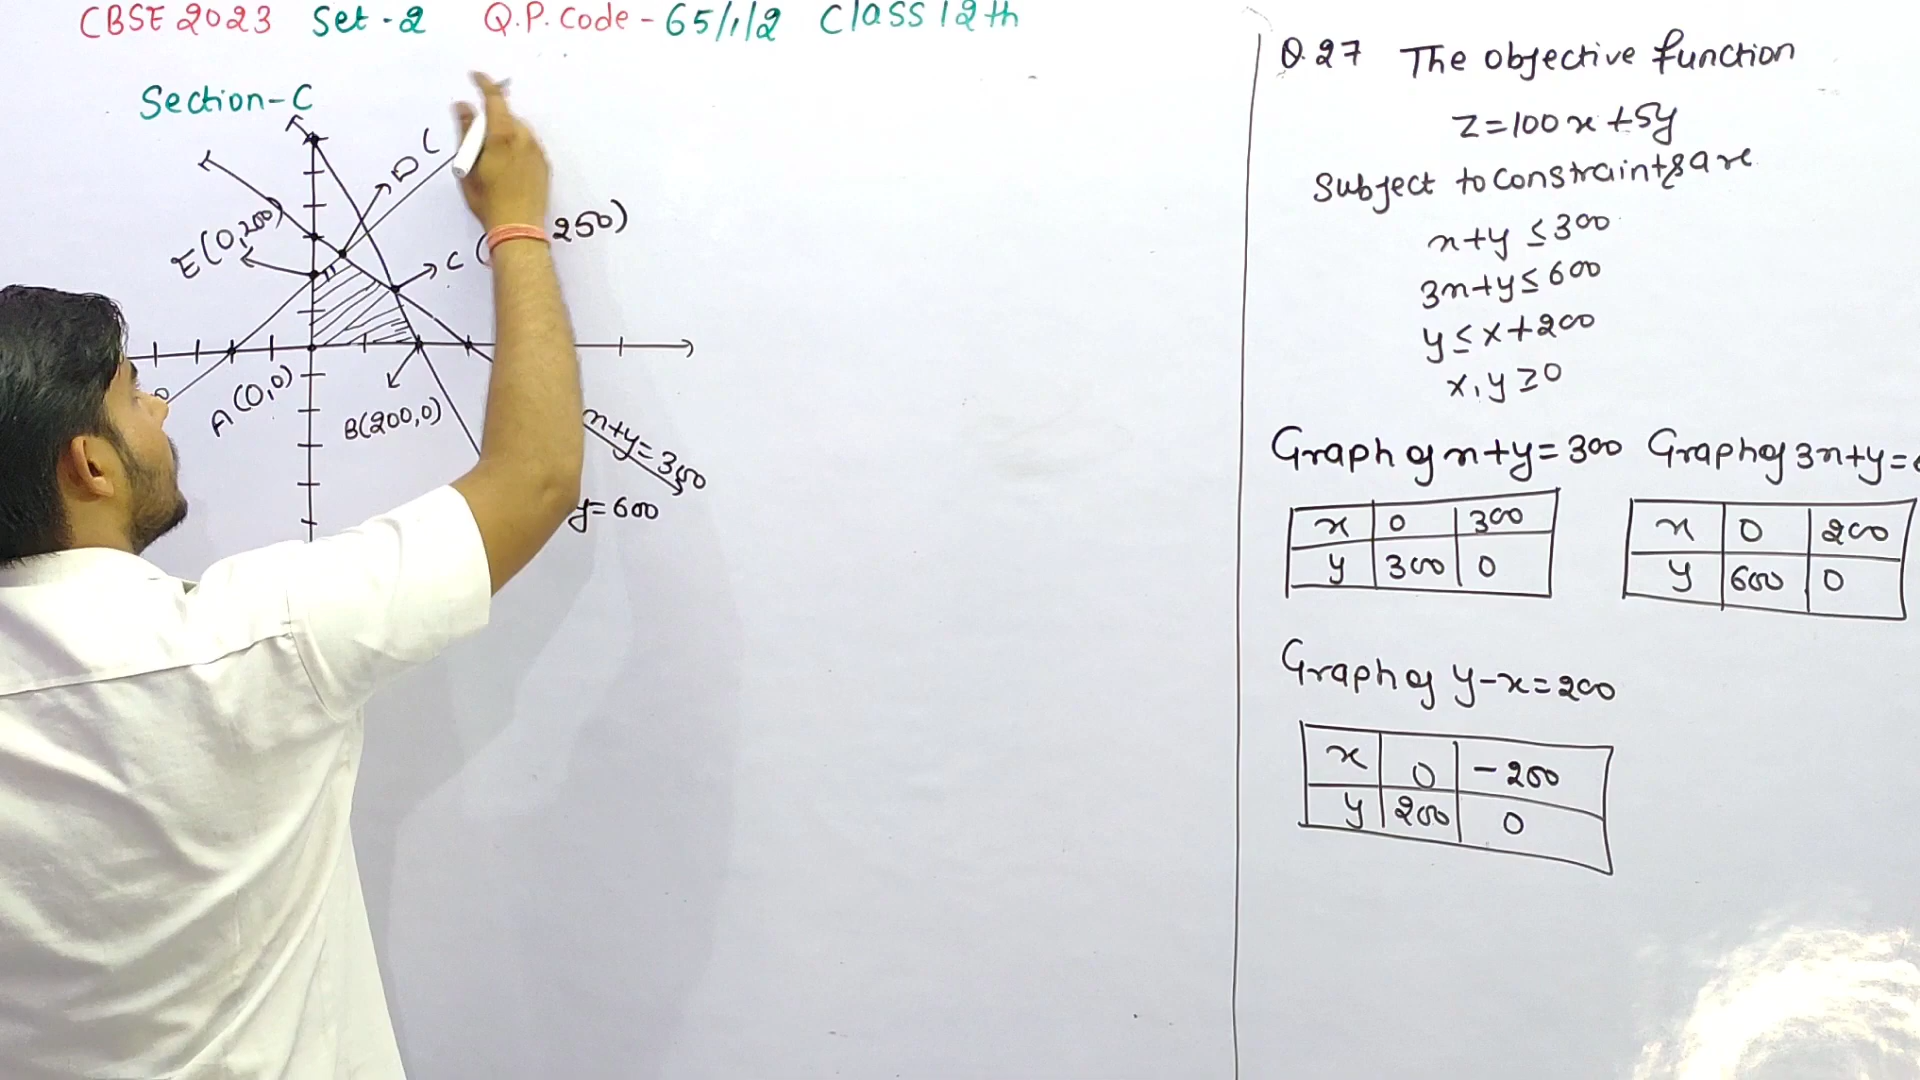 CBSE 2023 Set-2 Q.P. Code - 65/1/2 Class 12th
Section-C
D (
E(0,200)
C ( 250)
A(0,0)
B(200,0)
x+y=300
y=600
Q.27 The objective function
Z=100x+5y
Subject to constraints are
x+y ≤300
3x+y≤600
y≤x+200
x,y≥0
Graph of x+y=300 Graph of 3x+y=
x 0 300
y 300 0
x 0 200
y 600 0
Graph of y-x=200
x 0 -200
y 200 0